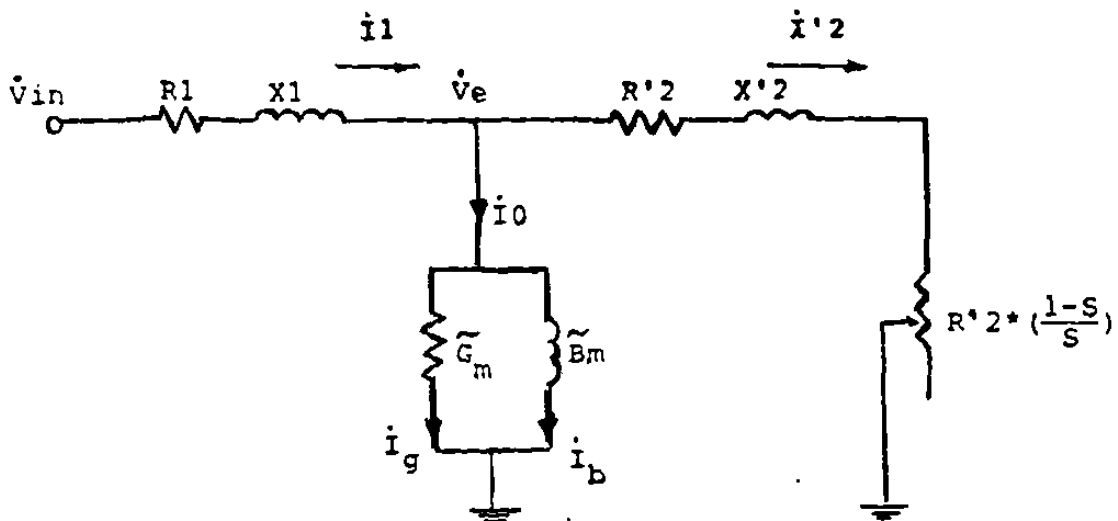 İ1
İ'2
V̇in
R1
X1
V̇e
R'2
X'2
İ0
G̃m
B̃m
R'2*(1-S/S)
İg
İb